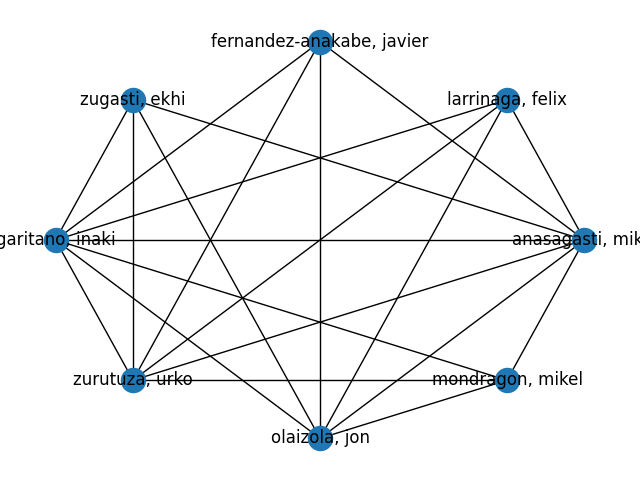 fernandez-anakabe, javier
zugasti, ekhi
larrinaga, felix
garitano, inaki
anasagasti, mik
zurutuza, urko
mondragon, mikel
olaizola, jon